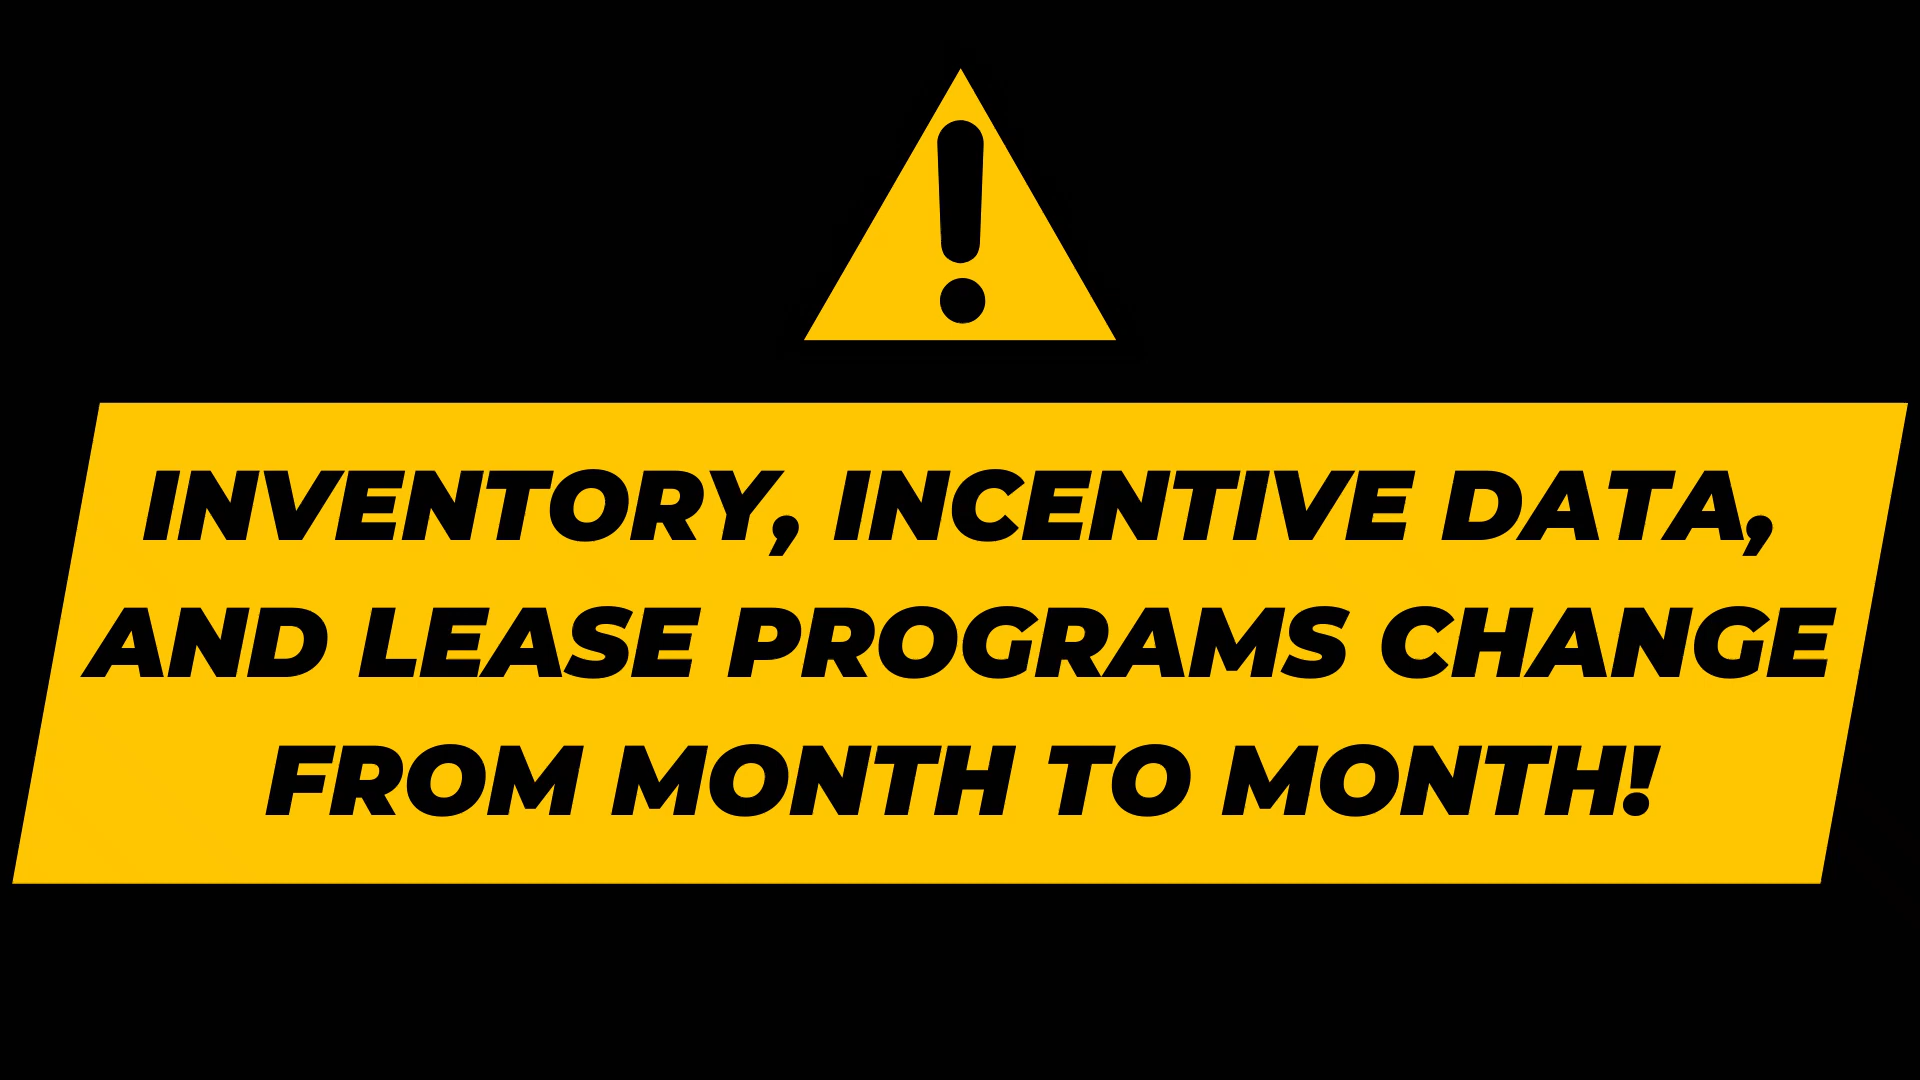 INVENTORY, INCENTIVE DATA,
AND LEASE PROGRAMS CHANGE
FROM MONTH TO MONTH!